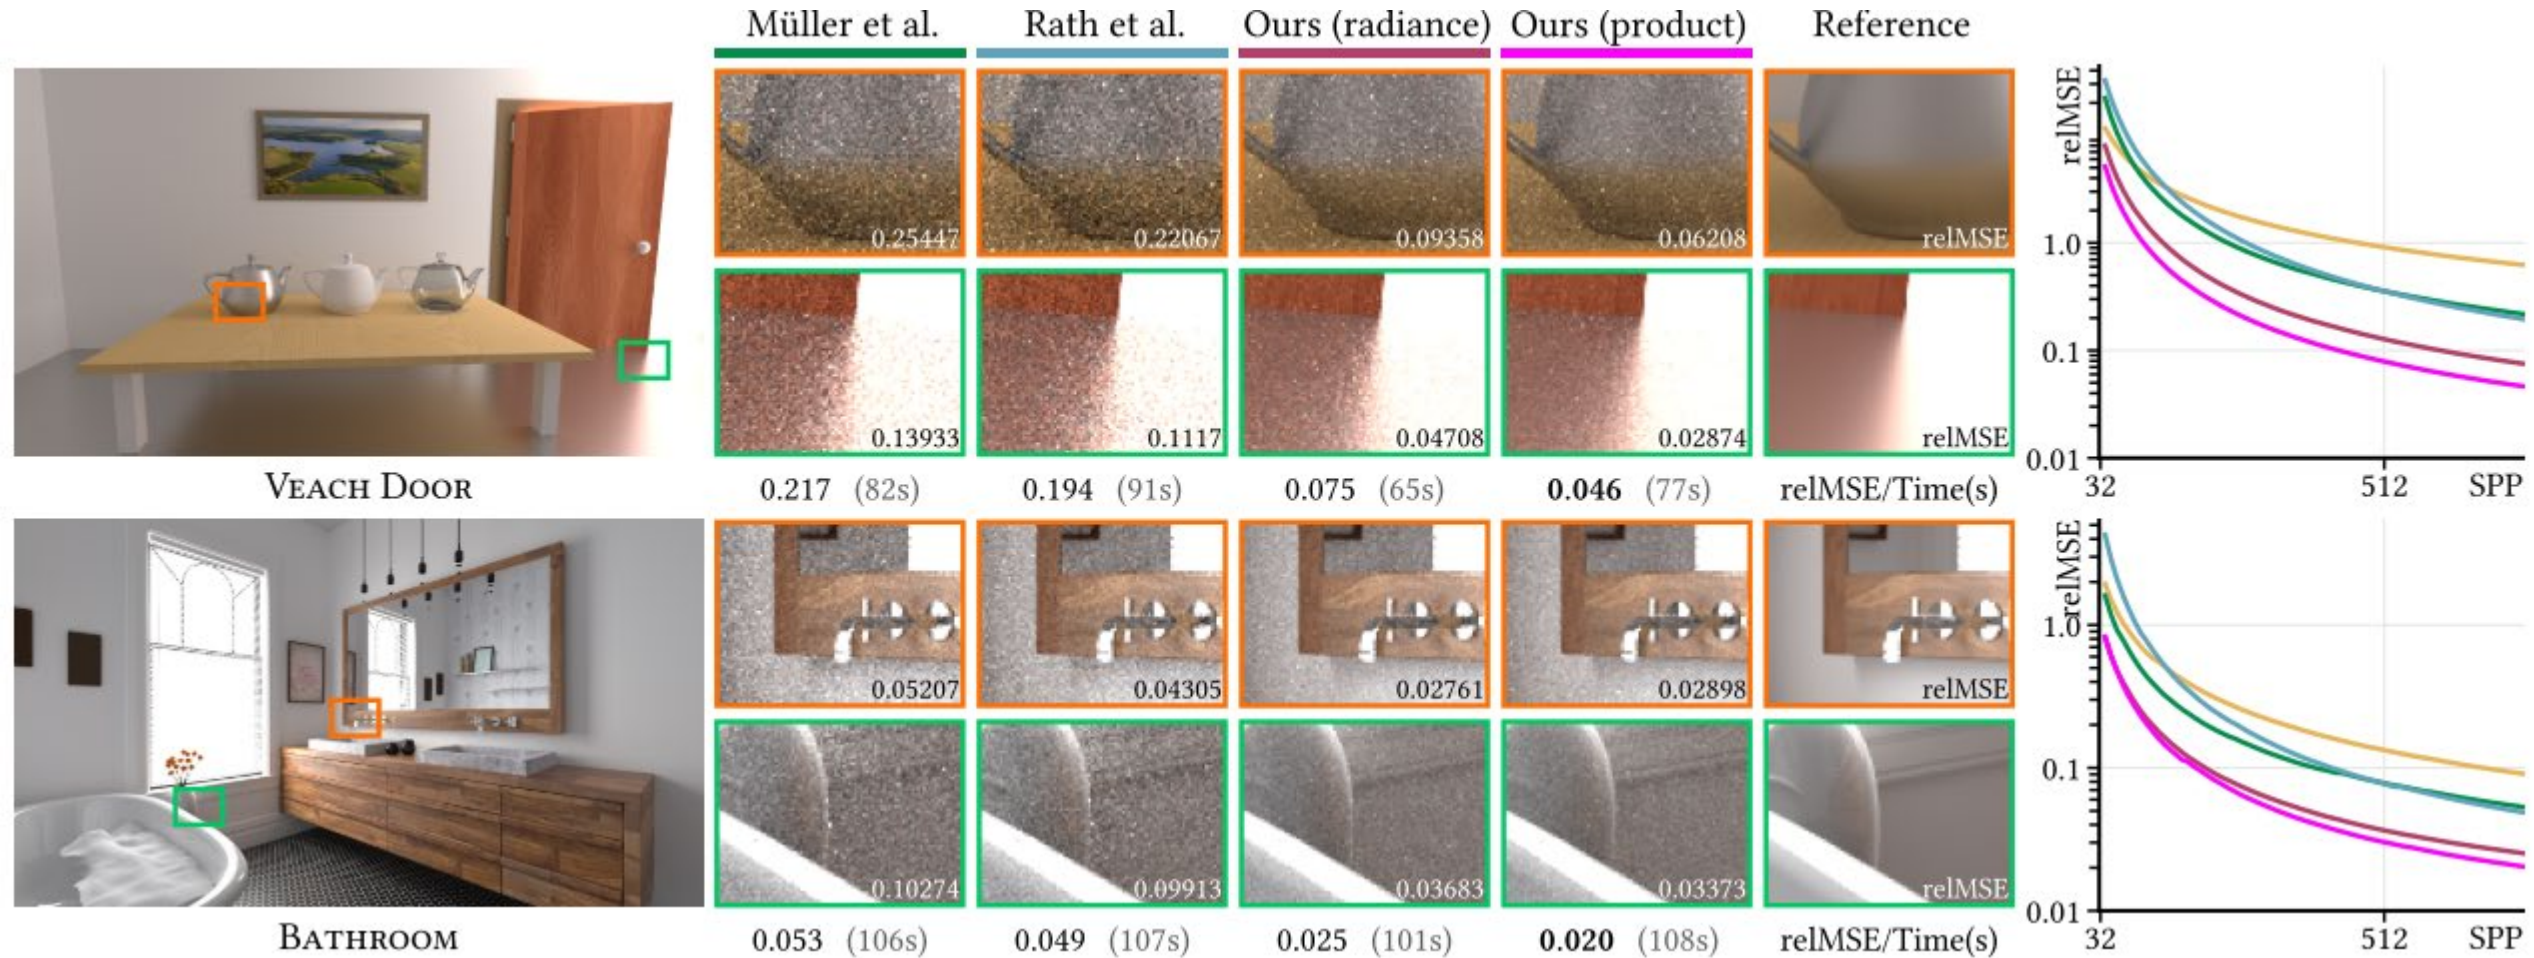 Müller et al. Rath et al. Ours (radiance) Ours (product) Reference
0.25447 0.22067 0.09358 0.06208 relMSE
0.13933 0.1117 0.04708 0.02874 relMSE
VEACH DOOR
0.217 (82s) 0.194 (91s) 0.075 (65s) 0.046 (77s) relMSE/Time(s)
relMSE
1.0
0.1
0.01
32 512 SPP
0.05207 0.04305 0.02761 0.02898 relMSE
0.10274 0.09913 0.03683 0.03373 relMSE
BATHROOM
0.053 (106s) 0.049 (107s) 0.025 (101s) 0.020 (108s) relMSE/Time(s)
relMSE
1.0
0.1
0.01
32 512 SPP